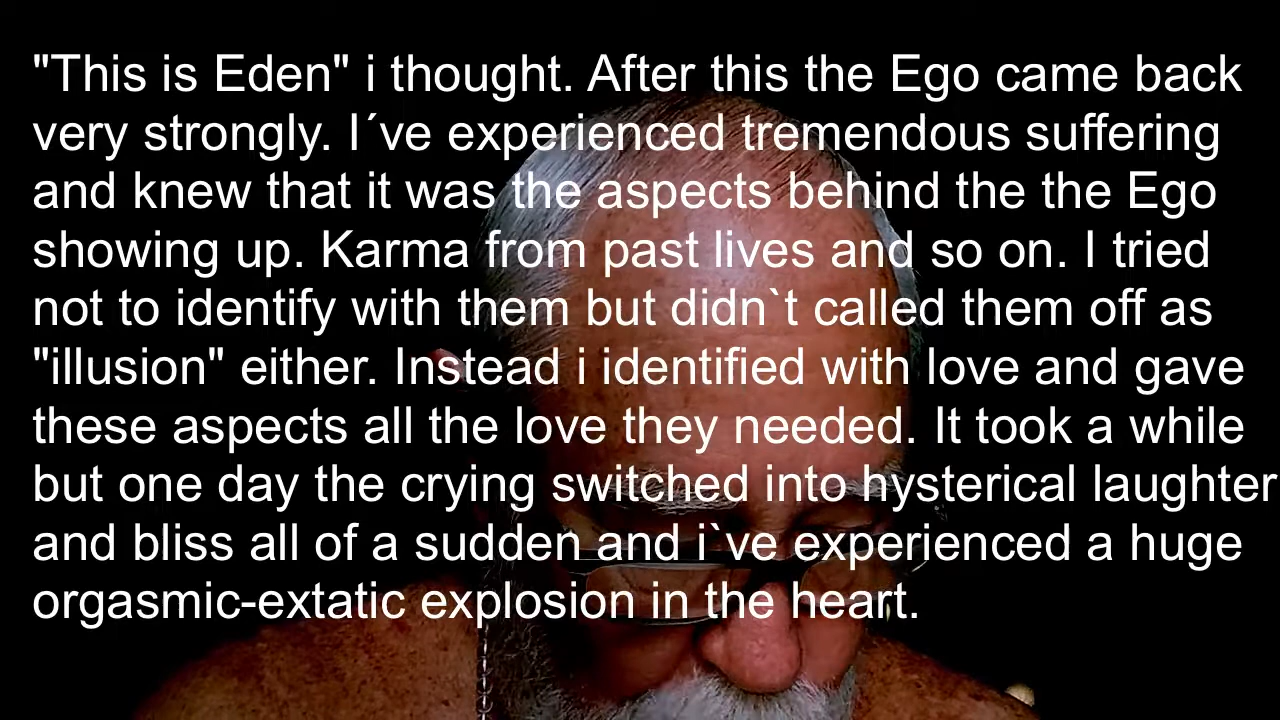 "This is Eden" i thought. After this the Ego came back
very strongly. I´ve experienced tremendous suffering
and knew that it was the aspects behind the the Ego
showing up. Karma from past lives and so on. I tried
not to identify with them but didn`t called them off as
"illusion" either. Instead i identified with love and gave
these aspects all the love they needed. It took a while
but one day the crying switched into hysterical laughter
and bliss all of a sudden and i`ve experienced a huge
orgasmic-extatic explosion in the heart.